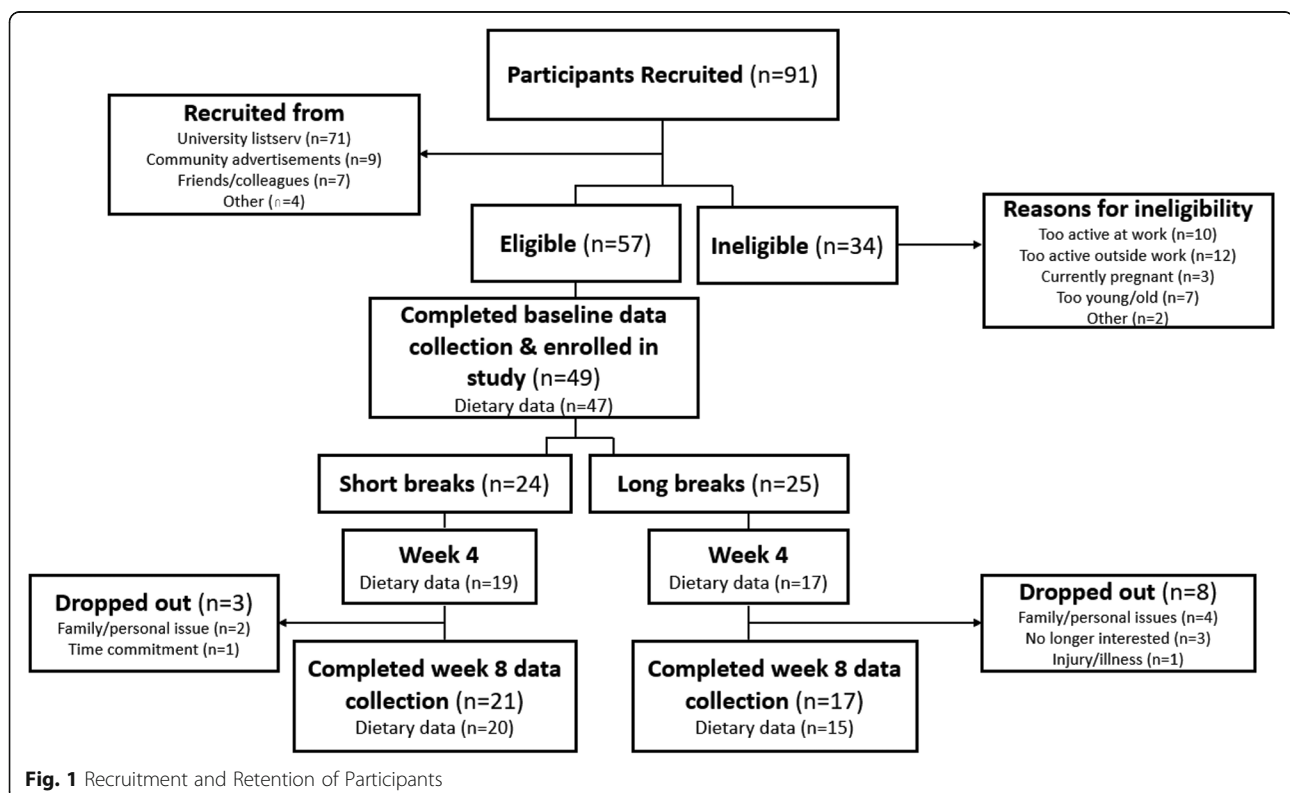 Participants Recruited (n=91)
Recruited from
University listserv (n=71)
Community advertisements (n=9)
Friends/colleagues (n=7)
Other (n=4)
Eligible (n=57)
Ineligible (n=34)
Reasons for ineligibility
Too active at work (n=10)
Too active outside work (n=12)
Currently pregnant (n=3)
Too young/old (n=7)
Other (n=2)
Completed baseline data
collection & enrolled in
study (n=49)
Dietary data (n=47)
Short breaks (n=24)
Long breaks (n=25)
Week 4
Dietary data (n=19)
Week 4
Dietary data (n=17)
Dropped out (n=3)
Family/personal issue (n=2)
Time commitment (n=1)
Dropped out (n=8)
Family/personal issues (n=4)
No longer interested (n=3)
Injury/illness (n=1)
Completed week 8 data
collection (n=21)
Dietary data (n=20)
Completed week 8 data
collection (n=17)
Dietary data (n=15)
Fig. 1 Recruitment and Retention of Participants